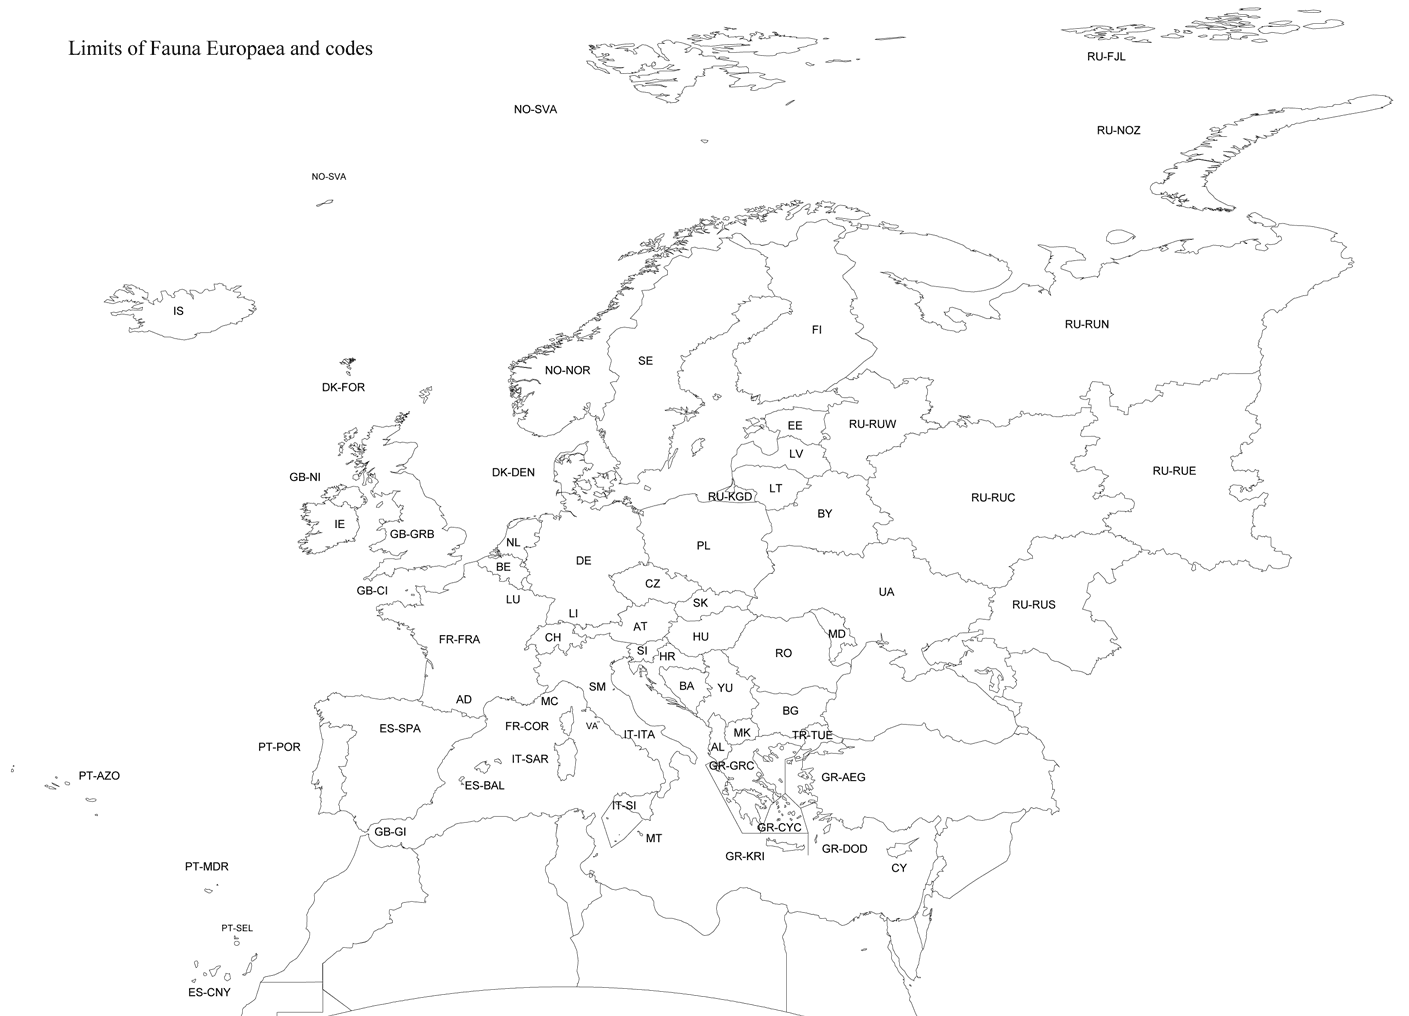 Limits of Fauna Europaea and codes
RU-FJL
NO-SVA
RU-NOZ
NO-SVA
IS
RU-RUN
FI
SE
NO-NOR
DK-FOR
EE
RU-RUW
LV
DK-DEN
RU-RUE
GB-NI
LT
RU-KGD
RU-RUC
BY
IE
GB-GRB
NL
PL
DE
BE
CZ
GB-CI
UA
LU
SK
RU-RUS
LI
AT
MD
CH
HU
FR-FRA
SI
HR
RO
SM
BA
YU
AD
MC
BG
FR-COR
VA
ES-SPA
MK
IT-ITA
TR-TUE
PT-POR
AL
IT-SAR
GR-GRC
PT-AZO
GR-AEG
ES-BAL
IT-SI
GR-CYC
GB-GI
MT
GR-DOD
GR-KRI
PT-MDR
CY
PT-SEL
ES-CNY